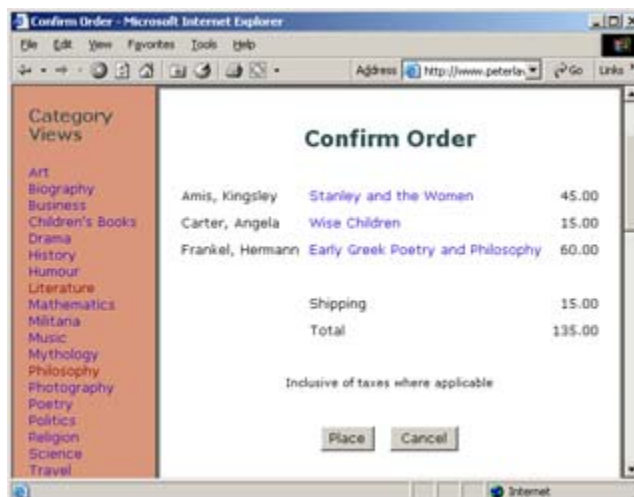 Confirm Order - Microsoft Internet Explorer
File Edit View Favorites Tools Help
Address http://www.peterla Go Links
Category
Views
Art
Biography
Business
Children's Books
Drama
History
Humour
Literature
Mathematics
Militaria
Music
Mythology
Philosophy
Photography
Poetry
Politics
Religion
Science
Travel
Confirm Order
Amis, Kingsley Stanley and the Women 45.00
Carter, Angela Wise Children 15.00
Frankel, Hermann Early Greek Poetry and Philosophy 60.00
Shipping 15.00
Total 135.00
Inclusive of taxes where applicable
Place Cancel
Internet